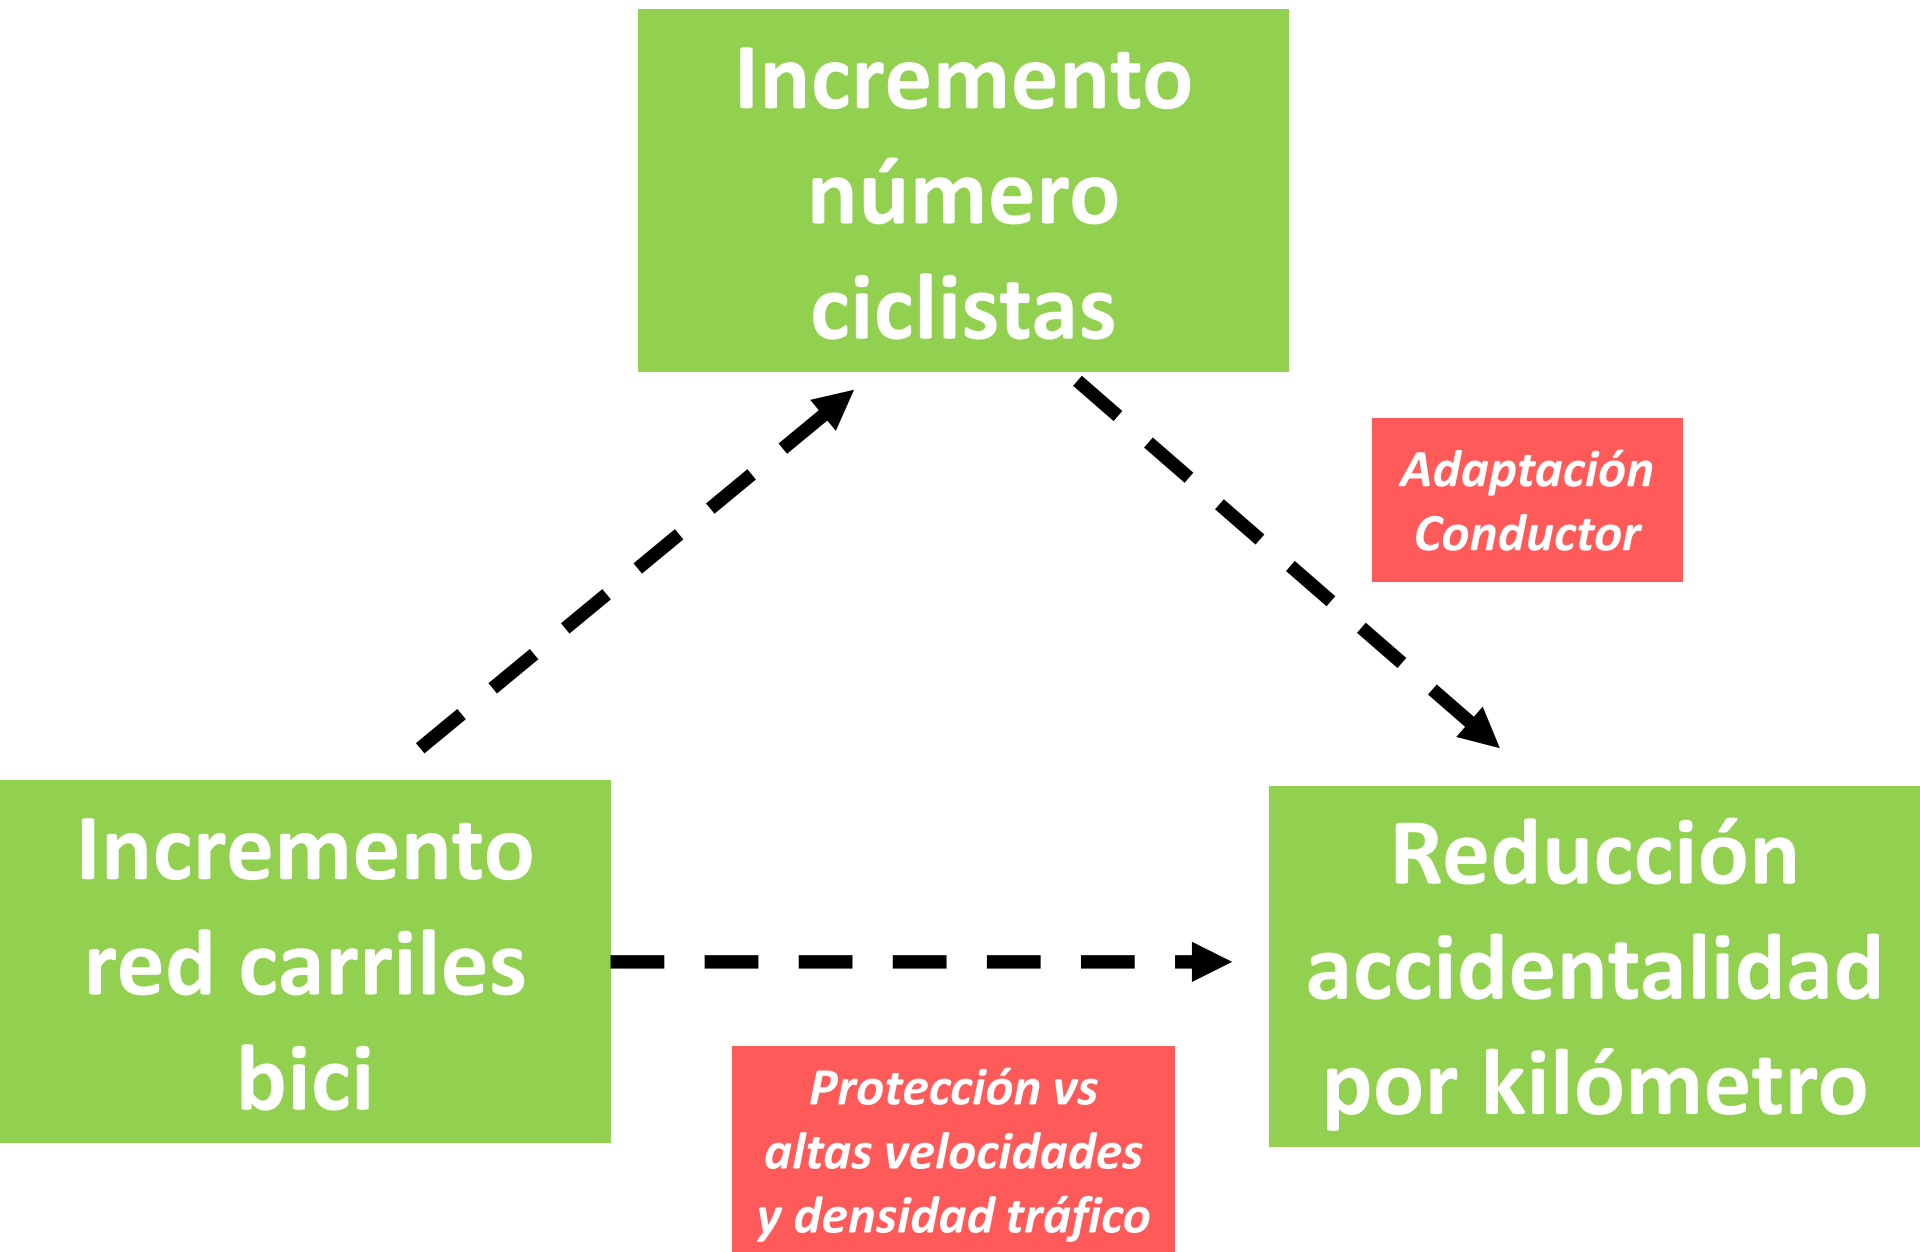 Incremento
número
ciclistas
Adaptación
Conductor
Incremento
red carriles
bici
Reducción
accidentalidad
por kilómetro
Protección vs
altas velocidades
y densidad tráfico